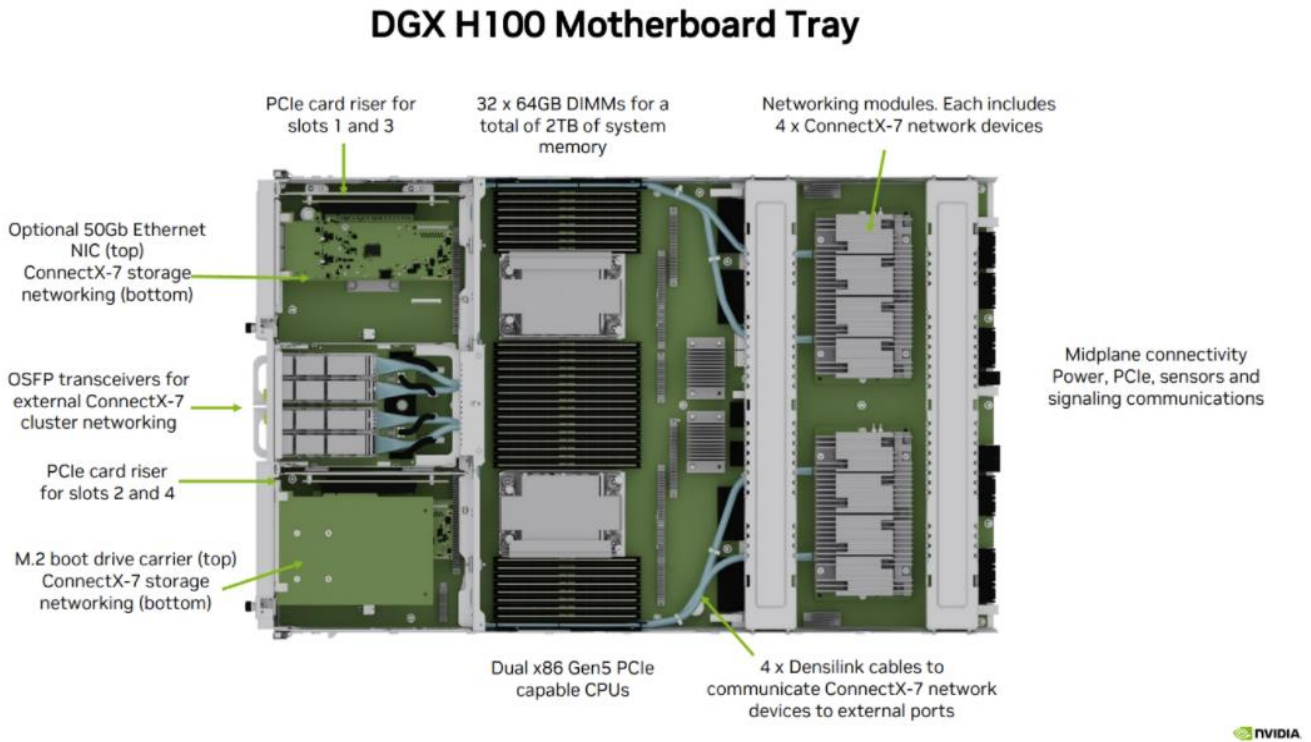 DGX H100 Motherboard Tray
PCIe card riser for
slots 1 and 3
32 x 64GB DIMMs for a
total of 2TB of system
memory
Networking modules. Each includes
4 x ConnectX-7 network devices
Optional 50Gb Ethernet
NIC (top)
ConnectX-7 storage
networking (bottom)
OSFP transceivers for
external ConnectX-7
cluster networking
Midplane connectivity
Power, PCIe, sensors and
signaling communications
PCIe card riser
for slots 2 and 4
M.2 boot drive carrier (top)
ConnectX-7 storage
networking (bottom)
Dual x86 Gen5 PCIe
capable CPUs
4 x Densilink cables to
communicate ConnectX-7 network
devices to external ports
NVIDIA